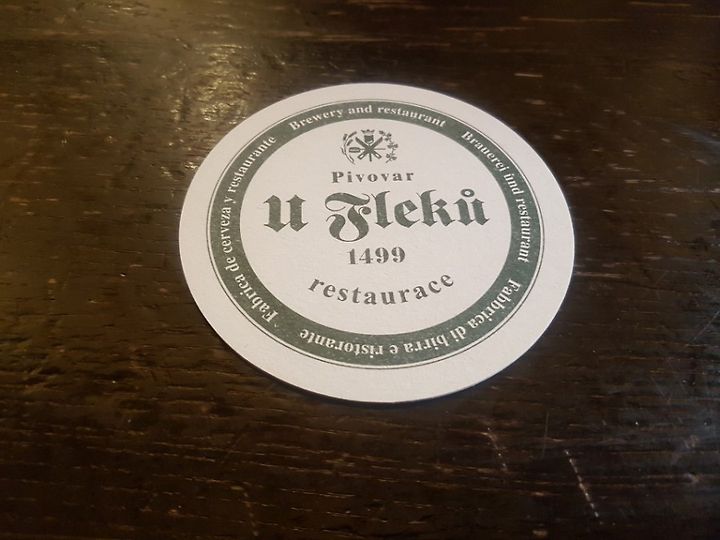 Pivovar
U Fleků
1499
restaurace
Brewery and restaurant
Brauerei und restaurant
Fabbrica di birra e ristorante
Fabrica de cerveza y restaurante